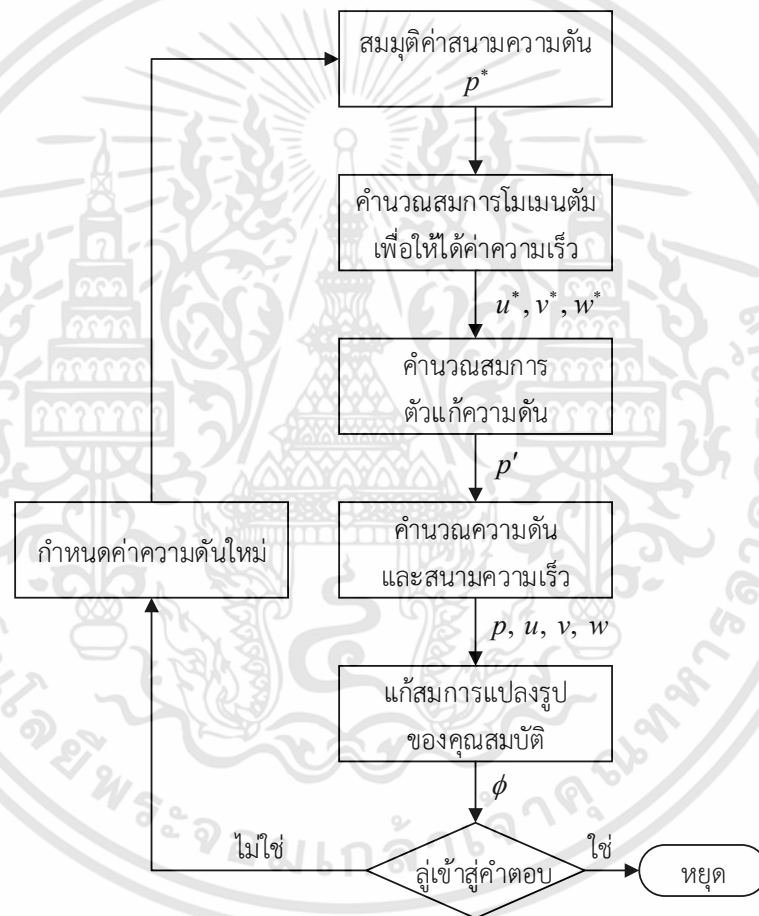 สมมุติค่าสนามความดัน
p*
คำนวณสมการโมเมนตัม
เพื่อให้ได้ค่าความเร็ว
u*, v*, w*
คำนวณสมการ
ตัวแก้ความดัน
p′
กำหนดค่าความดันใหม่
คำนวณความดัน
และสนามความเร็ว
p, u, v, w
แก้สมการแปลงรูป
ของคุณสมบัติ
ϕ
ไม่ใช่
ลู่เข้าสู่คำตอบ
ใช่
หยุด